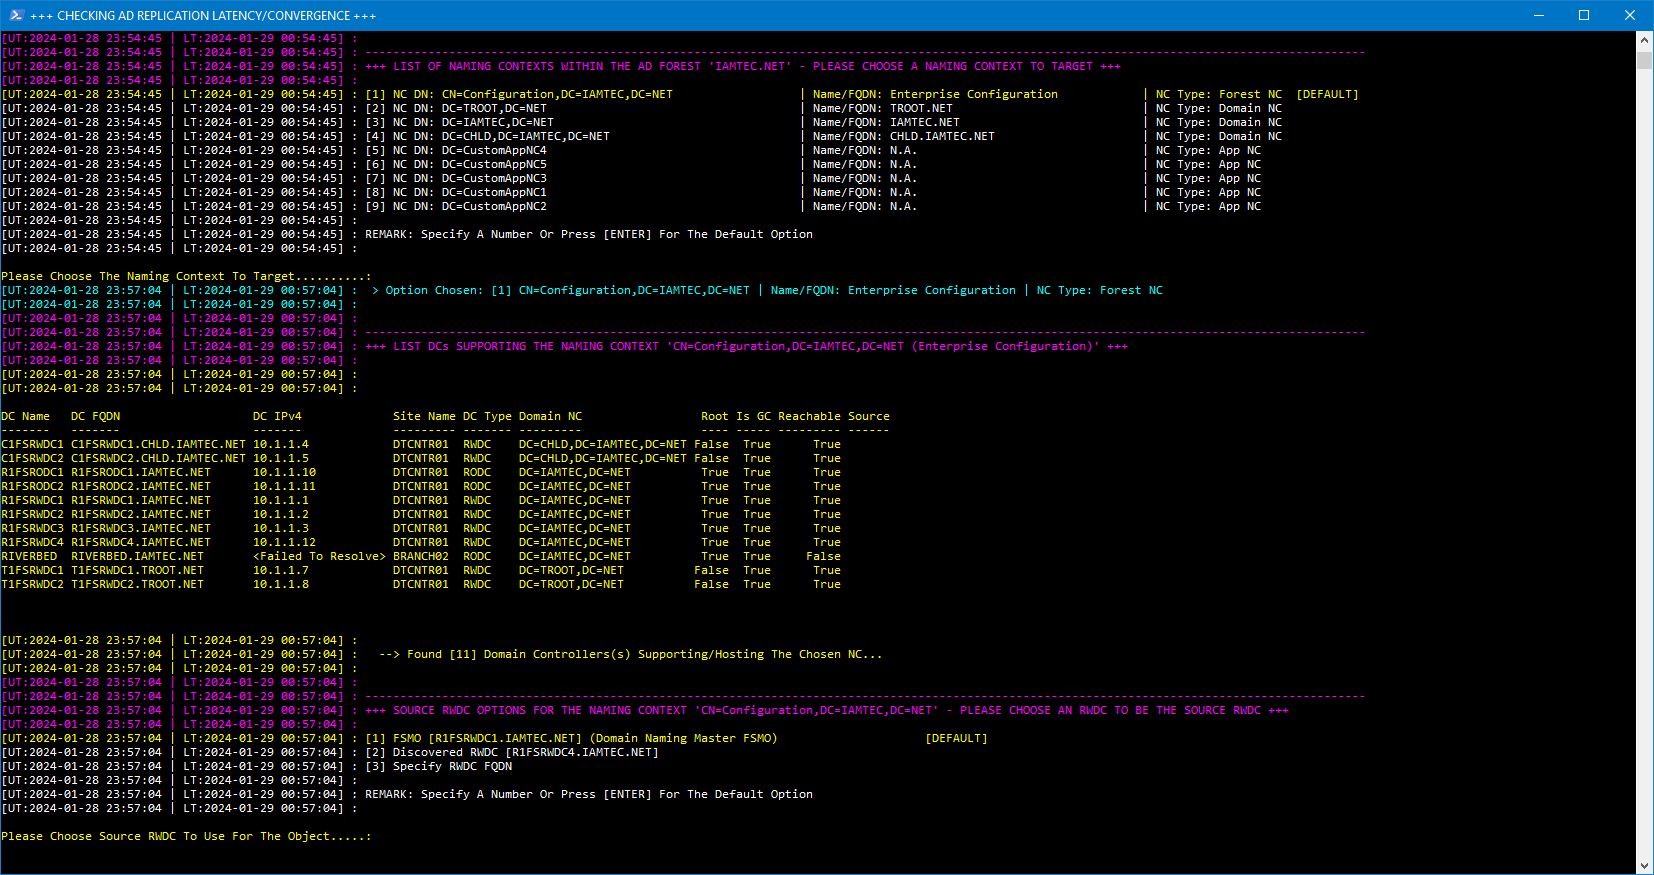 +++ CHECKING AD REPLICATION LATENCY/CONVERGENCE +++
[UT:2024-01-28 23:54:45 | LT:2024-01-29 00:54:45] :
[UT:2024-01-28 23:54:45 | LT:2024-01-29 00:54:45] : -----------------------------------------------------------------------------------------------------------------------------------------------
[UT:2024-01-28 23:54:45 | LT:2024-01-29 00:54:45] : +++ LIST OF NAMING CONTEXTS WITHIN THE AD FOREST 'IAMTEC.NET' - PLEASE CHOOSE A NAMING CONTEXT TO TARGET +++
[UT:2024-01-28 23:54:45 | LT:2024-01-29 00:54:45] :
[UT:2024-01-28 23:54:45 | LT:2024-01-29 00:54:45] : [1] NC DN: CN=Configuration,DC=IAMTEC,DC=NET | Name/FQDN: Enterprise Configuration | NC Type: Forest NC [DEFAULT]
[UT:2024-01-28 23:54:45 | LT:2024-01-29 00:54:45] : [2] NC DN: DC=TROOT,DC=NET | Name/FQDN: TROOT.NET | NC Type: Domain NC
[UT:2024-01-28 23:54:45 | LT:2024-01-29 00:54:45] : [3] NC DN: DC=IAMTEC,DC=NET | Name/FQDN: IAMTEC.NET | NC Type: Domain NC
[UT:2024-01-28 23:54:45 | LT:2024-01-29 00:54:45] : [4] NC DN: DC=CHLD,DC=IAMTEC,DC=NET | Name/FQDN: CHLD.IAMTEC.NET | NC Type: Domain NC
[UT:2024-01-28 23:54:45 | LT:2024-01-29 00:54:45] : [5] NC DN: DC=CustomAppNC4 | Name/FQDN: N.A. | NC Type: App NC
[UT:2024-01-28 23:54:45 | LT:2024-01-29 00:54:45] : [6] NC DN: DC=CustomAppNC5 | Name/FQDN: N.A. | NC Type: App NC
[UT:2024-01-28 23:54:45 | LT:2024-01-29 00:54:45] : [7] NC DN: DC=CustomAppNC3 | Name/FQDN: N.A. | NC Type: App NC
[UT:2024-01-28 23:54:45 | LT:2024-01-29 00:54:45] : [8] NC DN: DC=CustomAppNC1 | Name/FQDN: N.A. | NC Type: App NC
[UT:2024-01-28 23:54:45 | LT:2024-01-29 00:54:45] : [9] NC DN: DC=CustomAppNC2 | Name/FQDN: N.A. | NC Type: App NC
[UT:2024-01-28 23:54:45 | LT:2024-01-29 00:54:45] :
[UT:2024-01-28 23:54:45 | LT:2024-01-29 00:54:45] : REMARK: Specify A Number Or Press [ENTER] For The Default Option
[UT:2024-01-28 23:54:45 | LT:2024-01-29 00:54:45] :
Please Choose The Naming Context To Target..........:
[UT:2024-01-28 23:57:04 | LT:2024-01-29 00:57:04] : > Option Chosen: [1] CN=Configuration,DC=IAMTEC,DC=NET | Name/FQDN: Enterprise Configuration | NC Type: Forest NC
[UT:2024-01-28 23:57:04 | LT:2024-01-29 00:57:04] :
[UT:2024-01-28 23:57:04 | LT:2024-01-29 00:57:04] :
[UT:2024-01-28 23:57:04 | LT:2024-01-29 00:57:04] : -----------------------------------------------------------------------------------------------------------------------------------------------
[UT:2024-01-28 23:57:04 | LT:2024-01-29 00:57:04] : +++ LIST DCs SUPPORTING THE NAMING CONTEXT 'CN=Configuration,DC=IAMTEC,DC=NET (Enterprise Configuration)' +++
[UT:2024-01-28 23:57:04 | LT:2024-01-29 00:57:04] :
[UT:2024-01-28 23:57:04 | LT:2024-01-29 00:57:04] :
[UT:2024-01-28 23:57:04 | LT:2024-01-29 00:57:04] :
DC Name DC FQDN DC IPv4 Site Name DC Type Domain NC Root Is GC Reachable Source
------- ------- ------- --------- ------- --------- ---- ----- --------- ------
C1FSRWDC1 C1FSRWDC1.CHLD.IAMTEC.NET 10.1.1.4 DTCNTR01 RWDC DC=CHLD,DC=IAMTEC,DC=NET False True True
C1FSRWDC2 C1FSRWDC2.CHLD.IAMTEC.NET 10.1.1.5 DTCNTR01 RWDC DC=CHLD,DC=IAMTEC,DC=NET False True True
R1FSRODC1 R1FSRODC1.IAMTEC.NET 10.1.1.10 DTCNTR01 RODC DC=IAMTEC,DC=NET True True True
R1FSRODC2 R1FSRODC2.IAMTEC.NET 10.1.1.11 DTCNTR01 RODC DC=IAMTEC,DC=NET True True True
R1FSRWDC1 R1FSRWDC1.IAMTEC.NET 10.1.1.1 DTCNTR01 RWDC DC=IAMTEC,DC=NET True True True
R1FSRWDC2 R1FSRWDC2.IAMTEC.NET 10.1.1.2 DTCNTR01 RWDC DC=IAMTEC,DC=NET True True True
R1FSRWDC3 R1FSRWDC3.IAMTEC.NET 10.1.1.3 DTCNTR01 RWDC DC=IAMTEC,DC=NET True True True
R1FSRWDC4 R1FSRWDC4.IAMTEC.NET 10.1.1.12 DTCNTR01 RWDC DC=IAMTEC,DC=NET True True True
RIVERBED RIVERBED.IAMTEC.NET <Failed To Resolve> BRANCH02 RODC DC=IAMTEC,DC=NET True True False
T1FSRWDC1 T1FSRWDC1.TROOT.NET 10.1.1.7 DTCNTR01 RWDC DC=TROOT,DC=NET False True True
T1FSRWDC2 T1FSRWDC2.TROOT.NET 10.1.1.8 DTCNTR01 RWDC DC=TROOT,DC=NET False True True
[UT:2024-01-28 23:57:04 | LT:2024-01-29 00:57:04] :
[UT:2024-01-28 23:57:04 | LT:2024-01-29 00:57:04] : --> Found [11] Domain Controllers(s) Supporting/Hosting The Chosen NC...
[UT:2024-01-28 23:57:04 | LT:2024-01-29 00:57:04] :
[UT:2024-01-28 23:57:04 | LT:2024-01-29 00:57:04] :
[UT:2024-01-28 23:57:04 | LT:2024-01-29 00:57:04] : -----------------------------------------------------------------------------------------------------------------------------------------------
[UT:2024-01-28 23:57:04 | LT:2024-01-29 00:57:04] : +++ SOURCE RWDC OPTIONS FOR THE NAMING CONTEXT 'CN=Configuration,DC=IAMTEC,DC=NET' - PLEASE CHOOSE AN RWDC TO BE THE SOURCE RWDC +++
[UT:2024-01-28 23:57:04 | LT:2024-01-29 00:57:04] :
[UT:2024-01-28 23:57:04 | LT:2024-01-29 00:57:04] : [1] FSMO [R1FSRWDC1.IAMTEC.NET] (Domain Naming Master FSMO) [DEFAULT]
[UT:2024-01-28 23:57:04 | LT:2024-01-29 00:57:04] : [2] Discovered RWDC [R1FSRWDC4.IAMTEC.NET]
[UT:2024-01-28 23:57:04 | LT:2024-01-29 00:57:04] : [3] Specify RWDC FQDN
[UT:2024-01-28 23:57:04 | LT:2024-01-29 00:57:04] :
[UT:2024-01-28 23:57:04 | LT:2024-01-29 00:57:04] : REMARK: Specify A Number Or Press [ENTER] For The Default Option
[UT:2024-01-28 23:57:04 | LT:2024-01-29 00:57:04] :
Please Choose Source RWDC To Use For The Object.....: